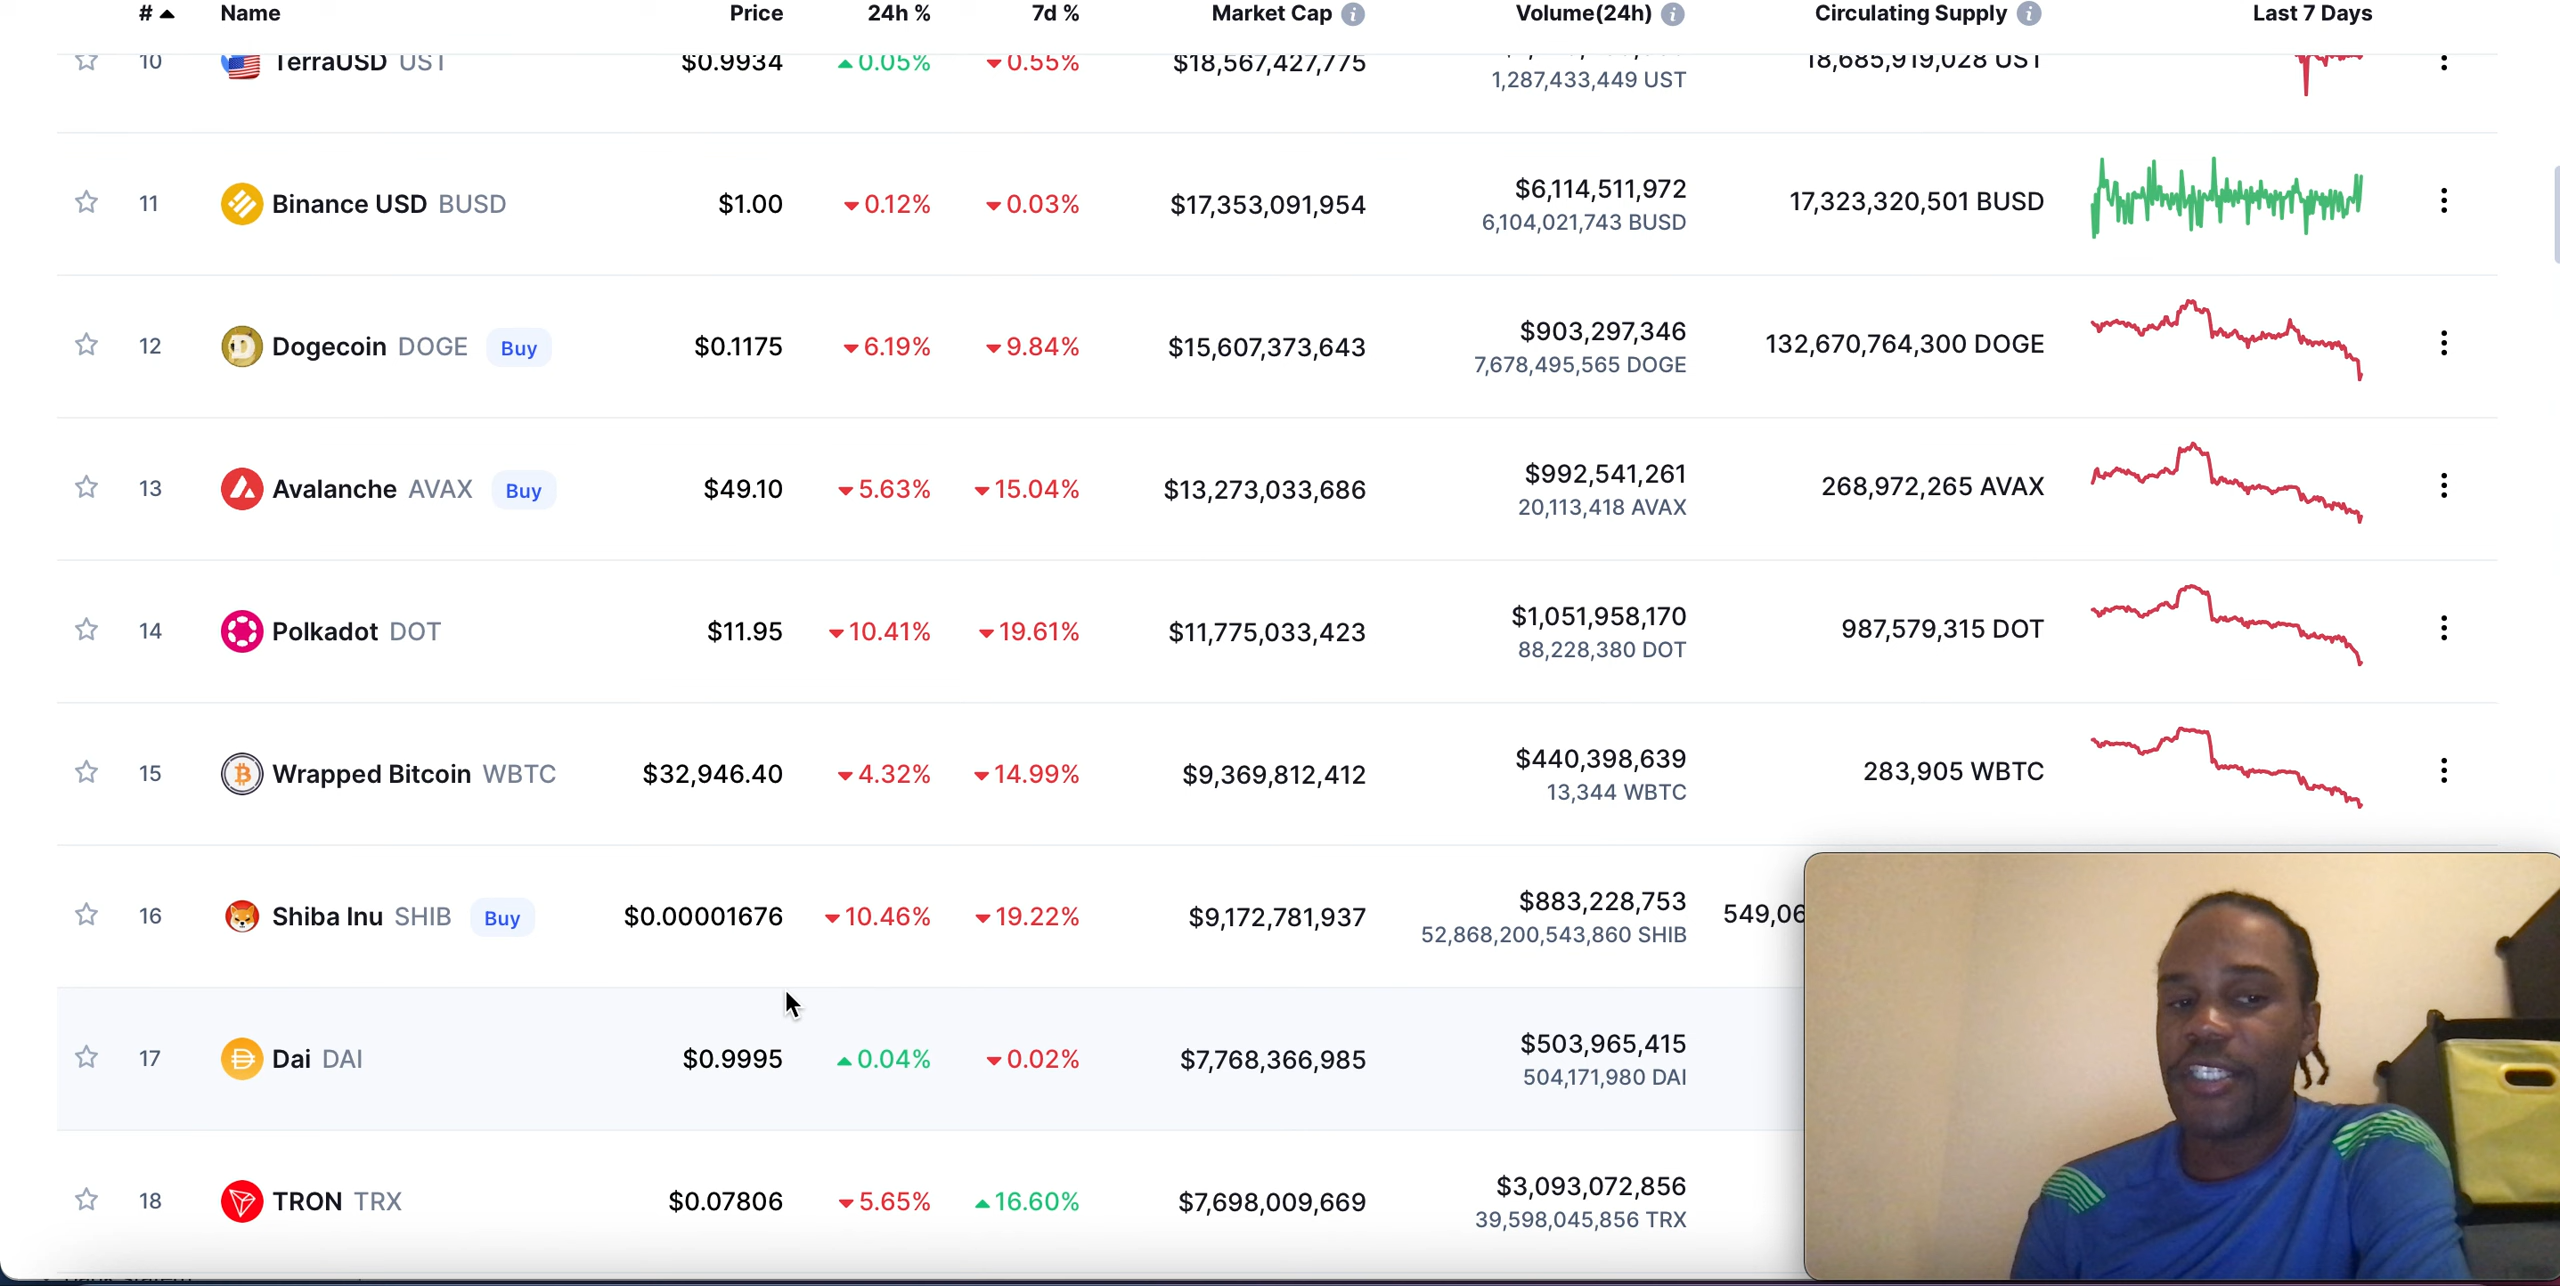 # Name Price 24h % 7d % Market Cap Volume(24h) Circulating Supply Last 7 Days
10 TerraUSD UST $0.9934 0.05% 0.55% $18,567,427,775 18,685,919,028 UST
1,287,433,449 UST
11 Binance USD BUSD $1.00 0.12% 0.03% $17,353,091,954 $6,114,511,972 17,323,320,501 BUSD
6,104,021,743 BUSD
12 Dogecoin DOGE Buy $0.1175 6.19% 9.84% $15,607,373,643 $903,297,346 132,670,764,300 DOGE
7,678,495,565 DOGE
13 Avalanche AVAX Buy $49.10 5.63% 15.04% $13,273,033,686 $992,541,261 268,972,265 AVAX
20,113,418 AVAX
14 Polkadot DOT $11.95 10.41% 19.61% $11,775,033,423 $1,051,958,170 987,579,315 DOT
88,228,380 DOT
15 Wrapped Bitcoin WBTC $32,946.40 4.32% 14.99% $9,369,812,412 $440,398,639 283,905 WBTC
13,344 WBTC
16 Shiba Inu SHIB Buy $0.00001676 10.46% 19.22% $9,172,781,937 $883,228,753 549,06
52,868,200,543,860 SHIB
17 Dai DAI $0.9995 0.04% 0.02% $7,768,366,985 $503,965,415
504,171,980 DAI
18 TRON TRX $0.07806 5.65% 16.60% $7,698,009,669 $3,093,072,856
39,598,045,856 TRX